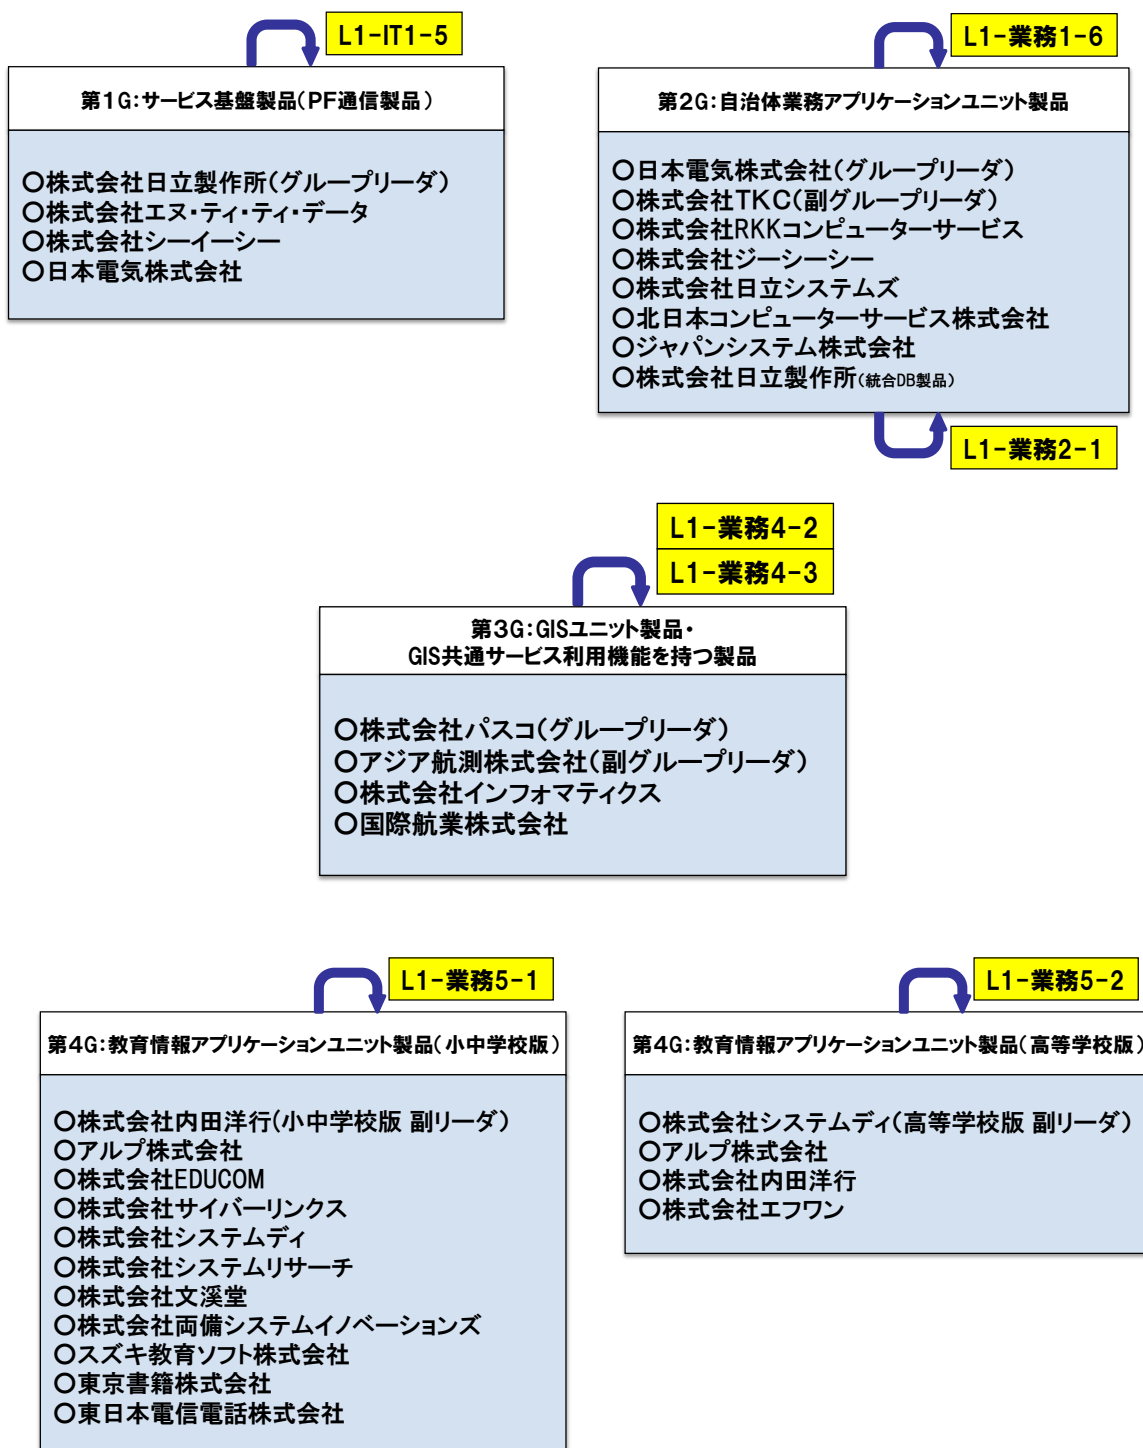 L1-IT1-5
第1G:サービス基盤製品(PF通信製品)
○株式会社日立製作所(グループリーダ)
○株式会社エヌ・ティ・ティ・データ
○株式会社シーイーシー
○日本電気株式会社
L1-業務1-6
第2G:自治体業務アプリケーションユニット製品
○日本電気株式会社(グループリーダ)
○株式会社TKC(副グループリーダ)
○株式会社RKKコンピューターサービス
○株式会社ジーシーシー
○株式会社日立システムズ
○北日本コンピューターサービス株式会社
○ジャパンシステム株式会社
○株式会社日立製作所(統合DB製品)
L1-業務2-1
L1-業務4-2
L1-業務4-3
第3G:GISユニット製品・
GIS共通サービス利用機能を持つ製品
○株式会社パスコ(グループリーダ)
○アジア航測株式会社(副グループリーダ)
○株式会社インフォマティクス
○国際航業株式会社
L1-業務5-1
第4G:教育情報アプリケーションユニット製品(小中学校版)
○株式会社内田洋行(小中学校版 副リーダ)
○アルプ株式会社
○株式会社EDUCOM
○株式会社サイバーリンクス
○株式会社システムディ
○株式会社システムリサーチ
○株式会社文溪堂
○株式会社両備システムイノベーションズ
○スズキ教育ソフト株式会社
○東京書籍株式会社
○東日本電信電話株式会社
L1-業務5-2
第4G:教育情報アプリケーションユニット製品(高等学校版)
○株式会社システムディ(高等学校版 副リーダ)
○アルプ株式会社
○株式会社内田洋行
○株式会社エフワン